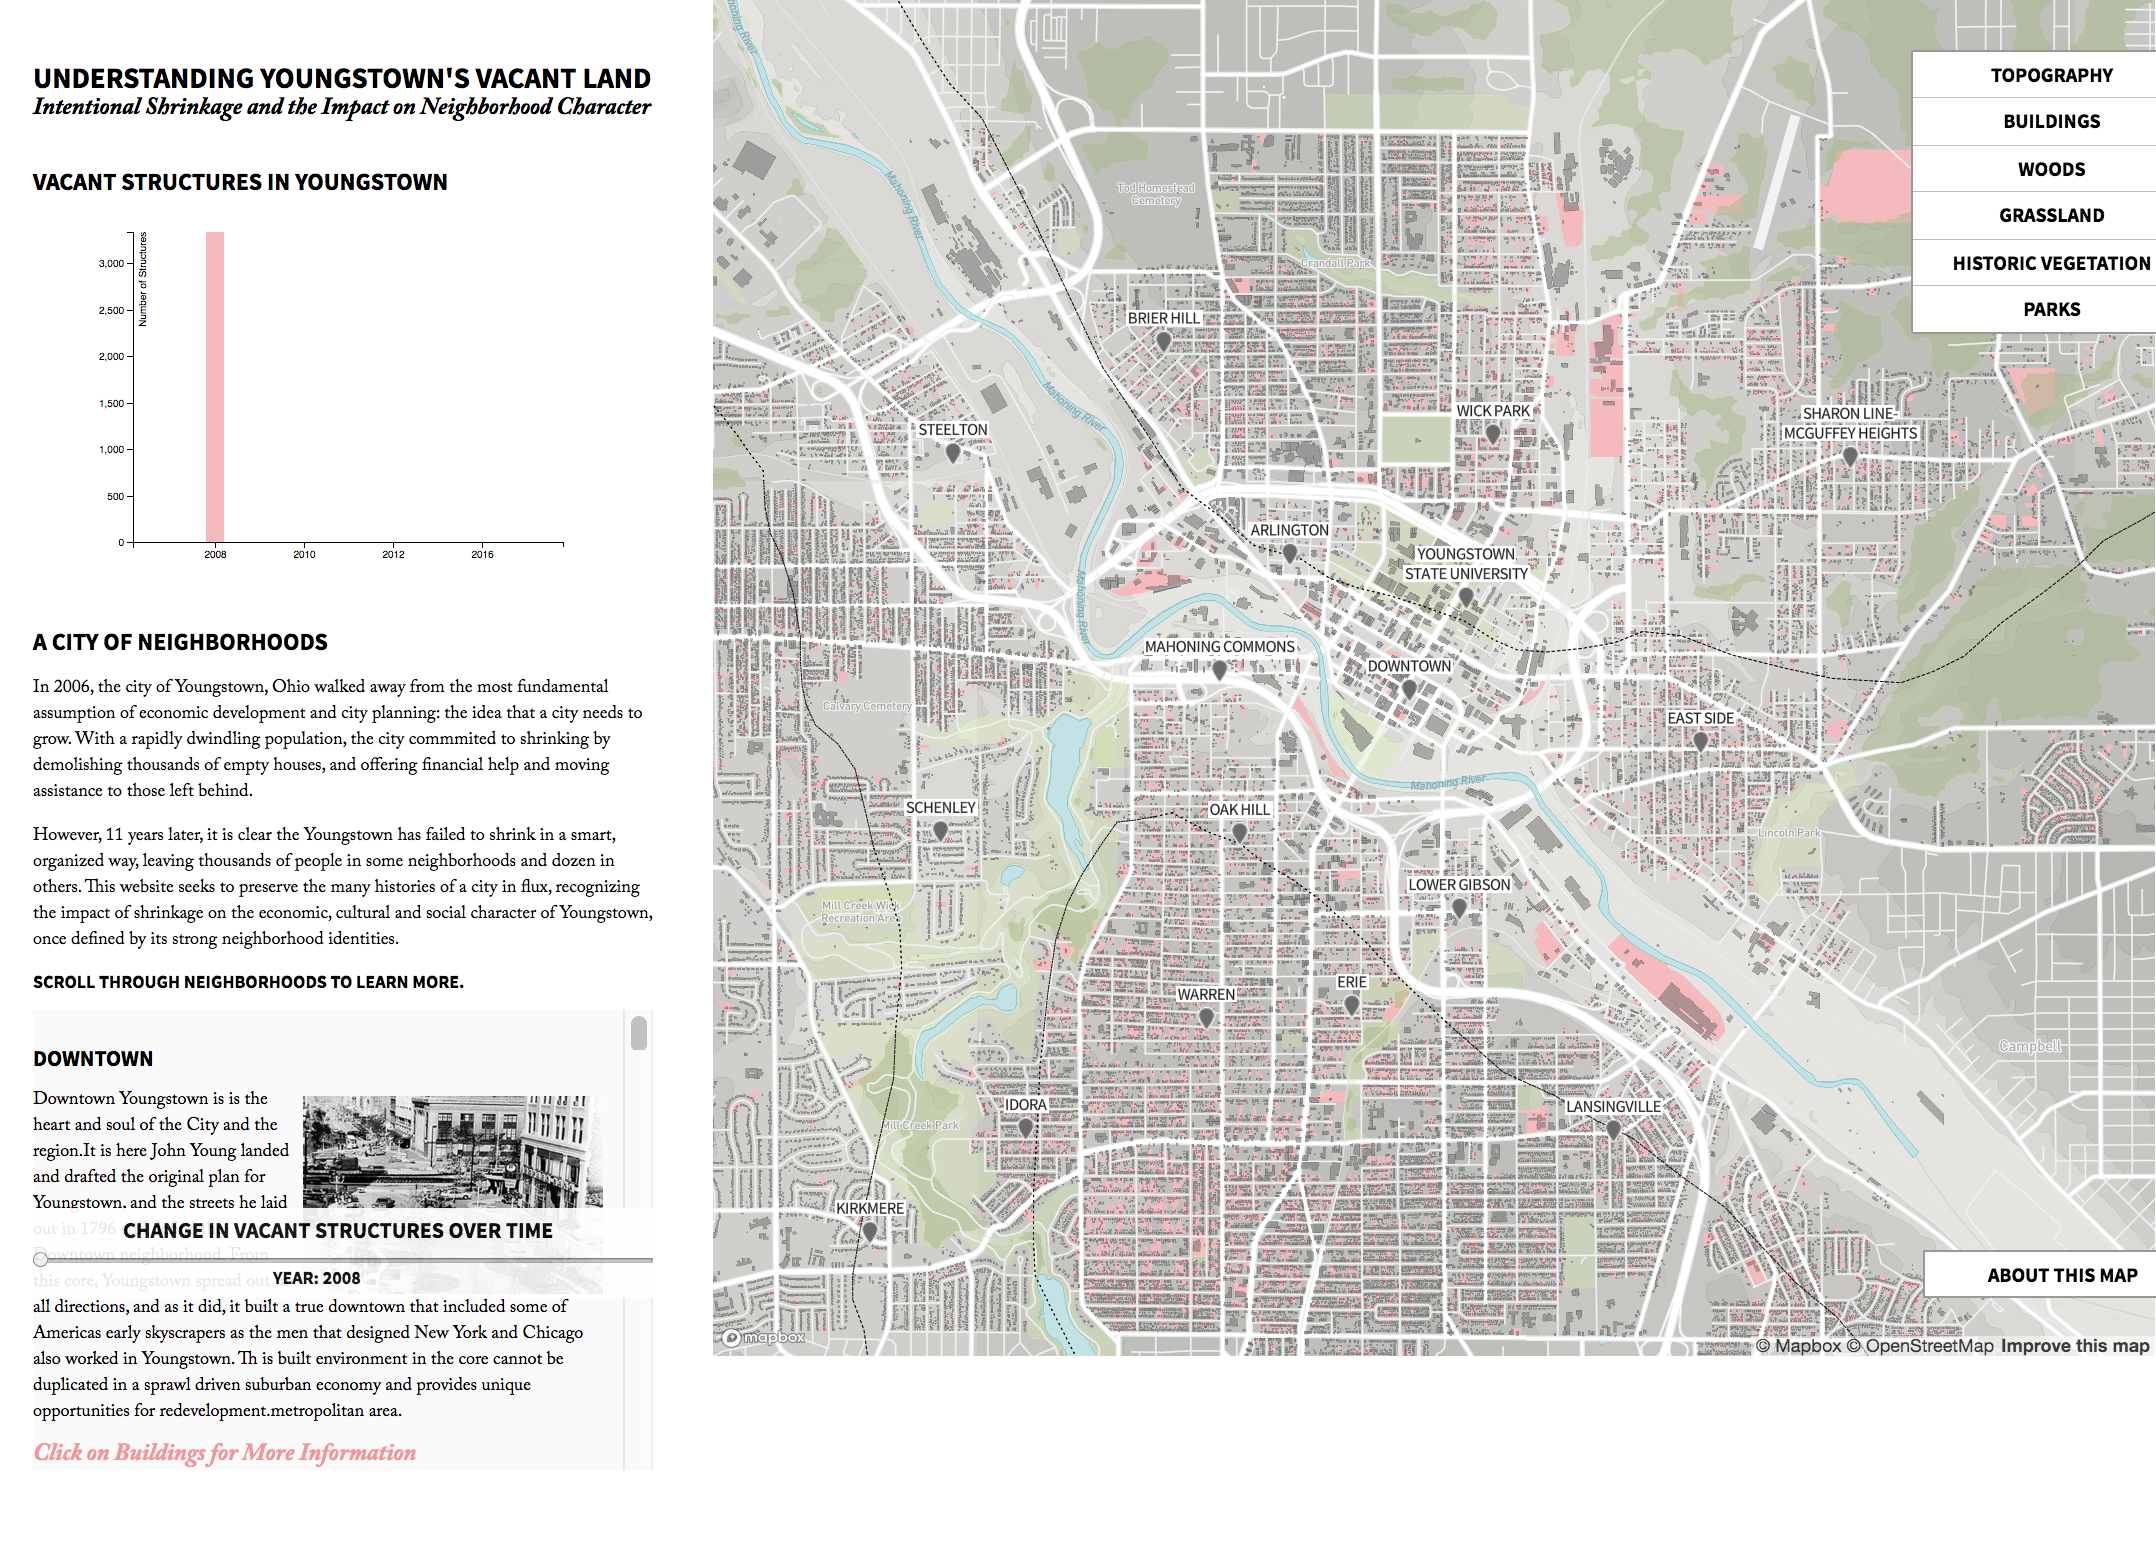 UNDERSTANDING YOUNGSTOWN'S VACANT LAND
Intentional Shrinkage and the Impact on Neighborhood Character
VACANT STRUCTURES IN YOUNGSTOWN
Number of Structures
3,000
2,500
2,000
1,500
1,000
500
0
2008
2010
2012
2016
A CITY OF NEIGHBORHOODS
In 2006, the city of Youngstown, Ohio walked away from the most fundamental
assumption of economic development and city planning: the idea that a city needs to
grow. With a rapidly dwindling population, the city commmited to shrinking by
demolishing thousands of empty houses, and offering financial help and moving
assistance to those left behind.
However, 11 years later, it is clear the Youngstown has failed to shrink in a smart,
organized way, leaving thousands of people in some neighborhoods and dozen in
others. This website seeks to preserve the many histories of a city in flux, recognizing
the impact of shrinkage on the economic, cultural and social character of Youngstown,
once defined by its strong neighborhood identities.
SCROLL THROUGH NEIGHBORHOODS TO LEARN MORE.
DOWNTOWN
Downtown Youngstown is is the
heart and soul of the City and the
region.It is here John Young landed
and drafted the original plan for
Youngstown, and the streets he laid
out in 1796
CHANGE IN VACANT STRUCTURES OVER TIME
Downtown neighborhood. From
this core, Youngstown spread out
YEAR: 2008
all directions, and as it did, it built a true downtown that included some of
Americas early skyscrapers as the men that designed New York and Chicago
also worked in Youngstown. Th is built environment in the core cannot be
duplicated in a sprawl driven suburban economy and provides unique
opportunities for redevelopment.metropolitan area.
Click on Buildings for More Information
Mahoning River
Mahoning River
Tod Homestead
Cemetery
Crandall Park
BRIER HILL
Mahoning River
WICK PARK
SHARON LINE-
MCGUFFEY HEIGHTS
STEELTON
ARLINGTON
YOUNGSTOWN
STATE UNIVERSITY
Mahoning River
MAHONING COMMONS
DOWNTOWN
Calvary Cemetery
EAST SIDE
Mahoning River
SCHENLEY
OAK HILL
Lincoln Park
LOWER GIBSON
Mill Creek Wick
Recreation Area
ERIE
WARREN
Campbell
IDORA
LANSINGVILLE
Mill Creek Park
KIRKMERE
TOPOGRAPHY
BUILDINGS
WOODS
GRASSLAND
HISTORIC VEGETATION
PARKS
ABOUT THIS MAP
mapbox
© Mapbox © OpenStreetMap Improve this map